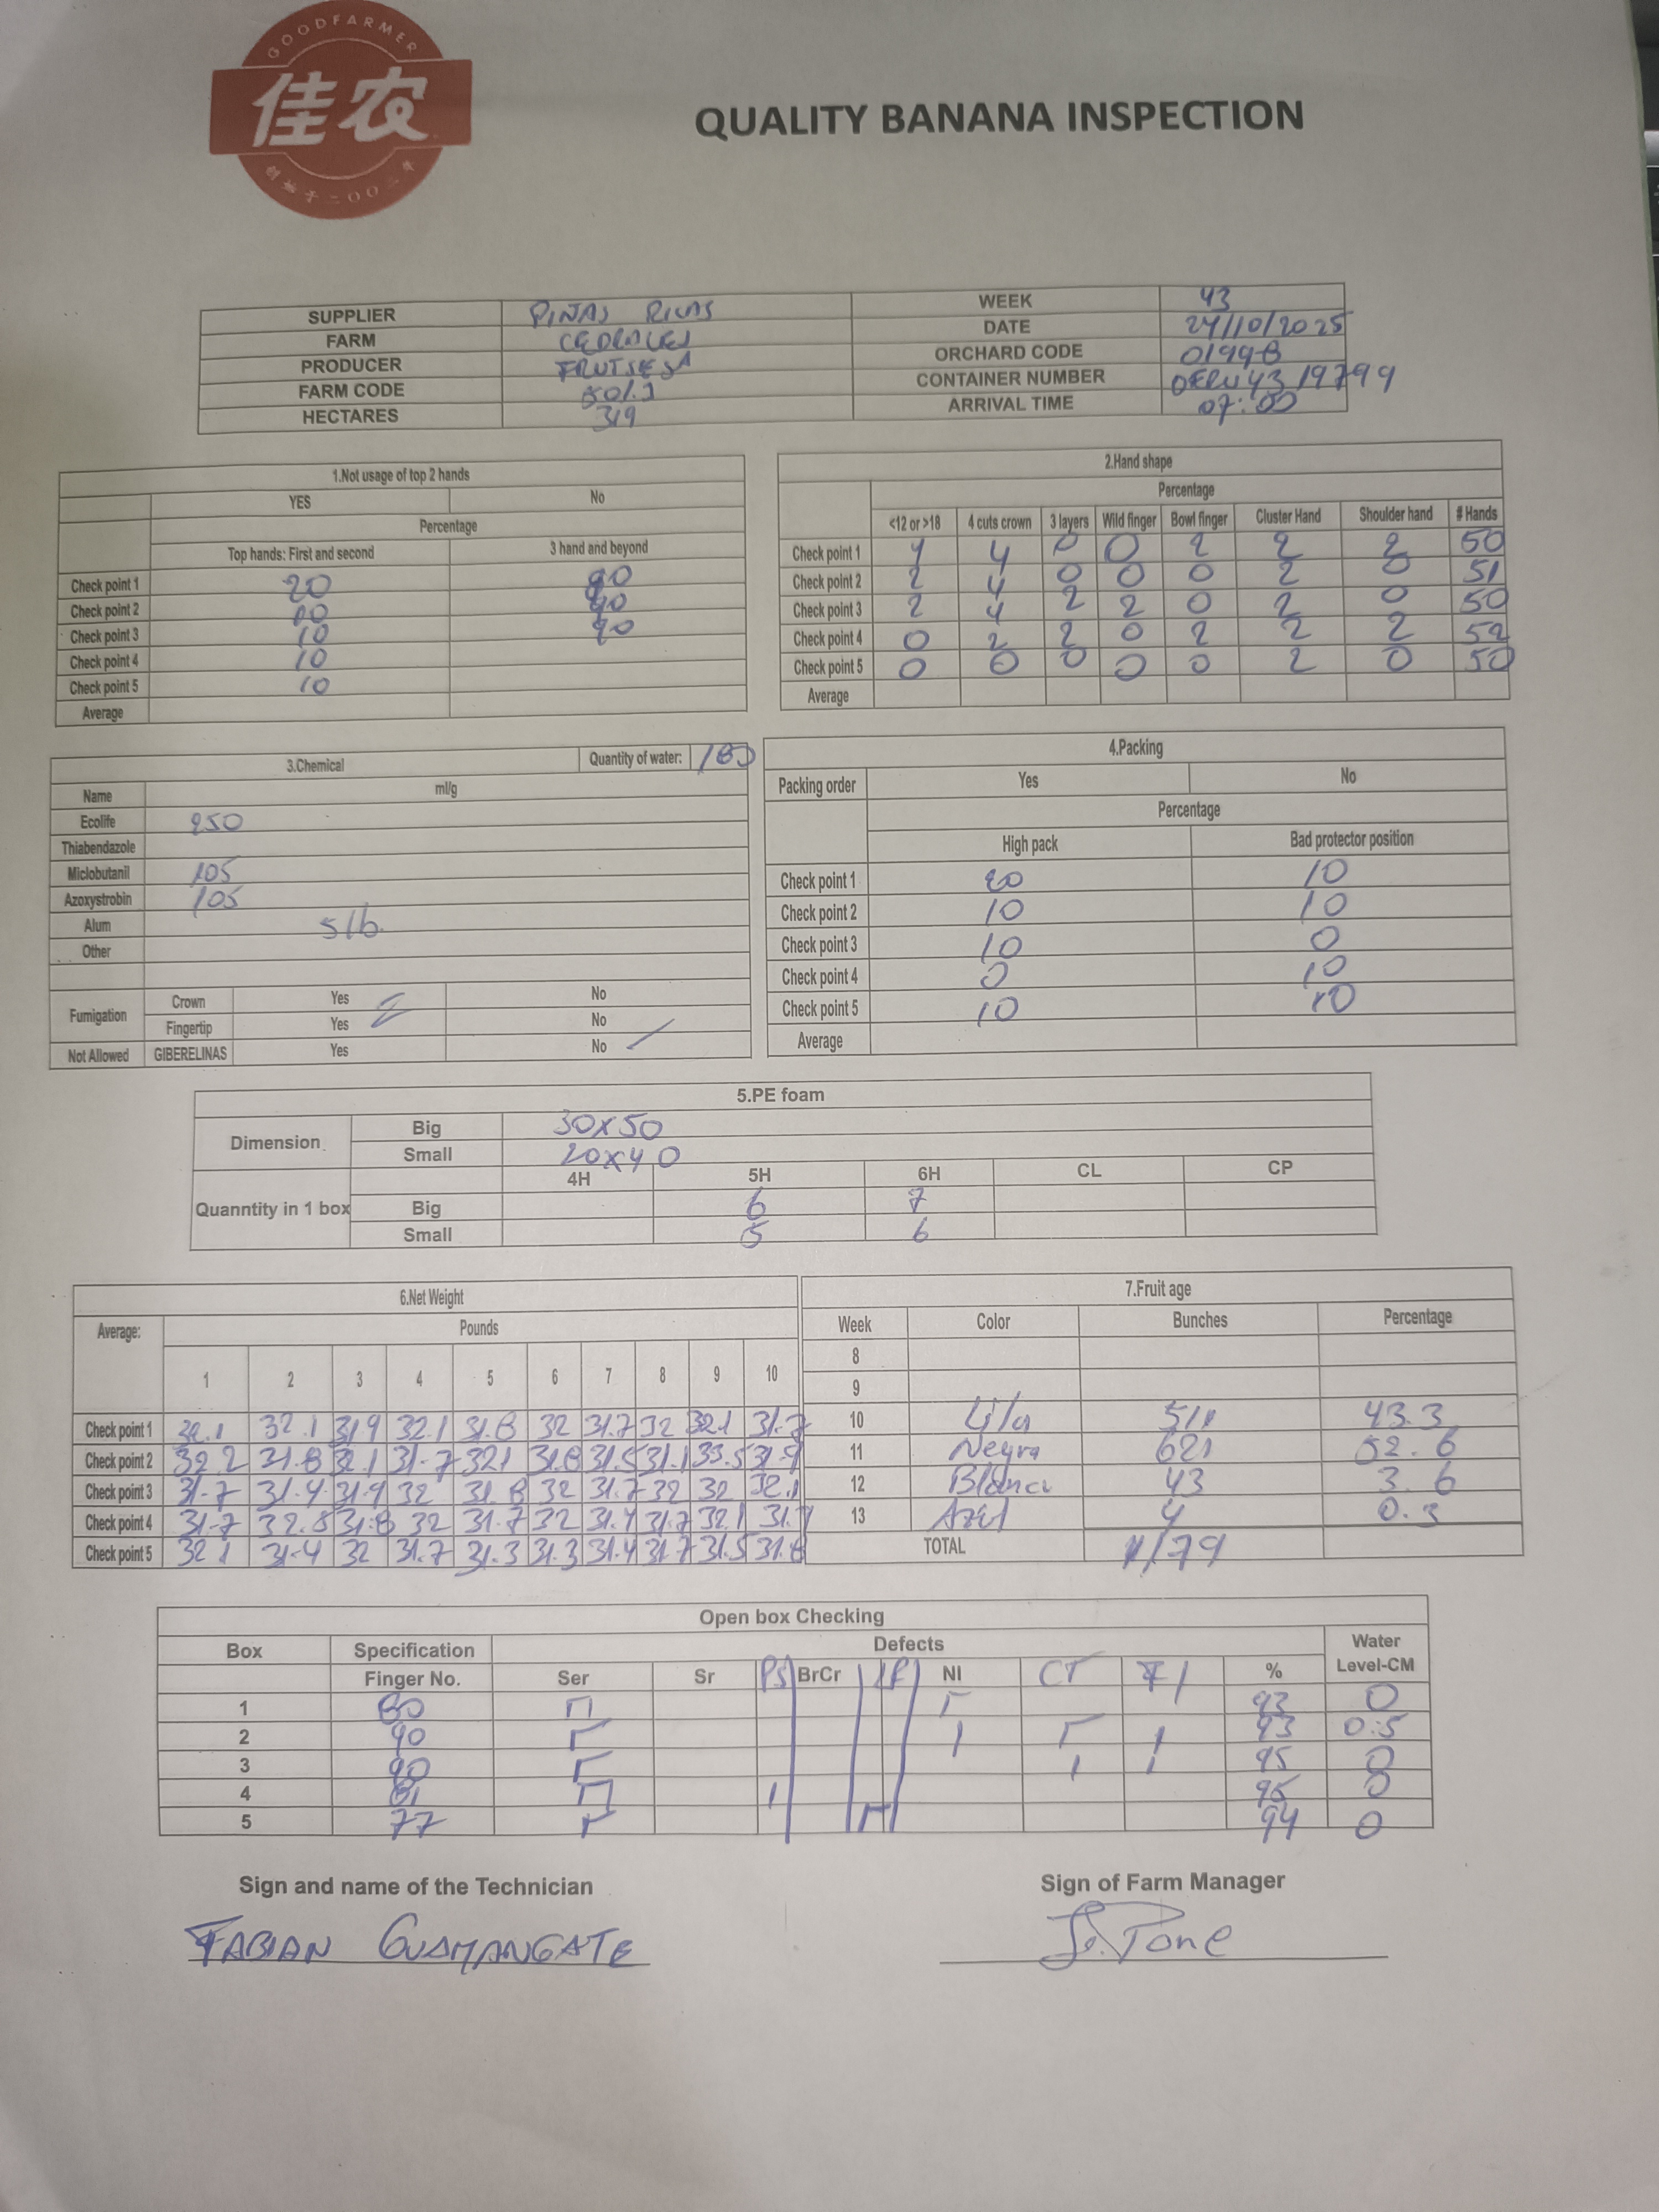 GOODFARMER
佳农
创始于二〇〇二年
QUALITY BANANA INSPECTION
SUPPLIER PINAS RICAS WEEK 43
FARM CEDRALES DATE 24/10/2025
PRODUCER FRUTSESA ORCHARD CODE 0199-B
FARM CODE CONTAINER NUMBER 4319799
HECTARES 319 ARRIVAL TIME 07:00
1.Not usage of top 2 hands
YES No
Percentage
Top hands: First and second 3 hand and beyond
Check point 1 20 90
Check point 2 10 90
Check point 3 10 90
Check point 4 10
Check point 5 10
Average
2.Hand shape
Percentage
<12 or >18 4 cuts crown 3 layers Wild finger Bowl finger Cluster Hand Shoulder hand # Hands
Check point 1 4 4 0 0 2 2 2 50
Check point 2 2 4 0 0 0 2 0 51
Check point 3 2 4 2 2 0 2 0 50
Check point 4 0 2 2 0 2 2 2 52
Check point 5 0 0 0 0 0 2 0 50
Average
3.Chemical Quantity of water: 180
Name ml/g
Ecolife 250
Thiabendazole
Miclobutanil 105
Azoxystrobin 105
Alum 5lb.
Other
Fumigation Crown Yes No
Fingertip Yes No
Not Allowed GIBERELINAS Yes No
4.Packing
Packing order Yes No
Percentage
High pack Bad protector position
Check point 1 20 10
Check point 2 10 10
Check point 3 10 0
Check point 4 0 10
Check point 5 10 10
Average
5.PE foam
Dimension Big 30x50
Small 20x40
4H 5H 6H CL CP
Quanntity in 1 box Big 6 7
Small 5 6
6.Net Weight
Average: Pounds
1 2 3 4 5 6 7 8 9 10
Check point 1 32.1 32.1 31.9 32.1 31.8 32 31.7 32 32.1 31.7
Check point 2 32.2 31.8 32.1 31.7 32.1 31.8 31.5 31.1 33.5 31.9
Check point 3 31.7 31.9 31.9 32 31.8 32 31.7 32 32 32.1
Check point 4 31.7 32.8 31.8 32 31.7 32 31.4 31.7 32.1 31.7
Check point 5 32.1 31.4 32 31.7 31.3 31.3 31.4 31.7 31.5 31.8
7.Fruit age
Week Color Bunches Percentage
8
9
10 Lila 511 43.3
11 Negra 621 52.6
12 Blanca 43 3.6
13 Azul 4 0.3
TOTAL 1179
Open box Checking
Box Specification Defects Water
Finger No. Ser Sr PS BrCr NI CT % Level-CM
1 80 93 0
2 90 93 0.5
3 90 95 0
4 81 95 0
5 77 94 0
Sign and name of the Technician Sign of Farm Manager
FABIAN GUAMANGATE